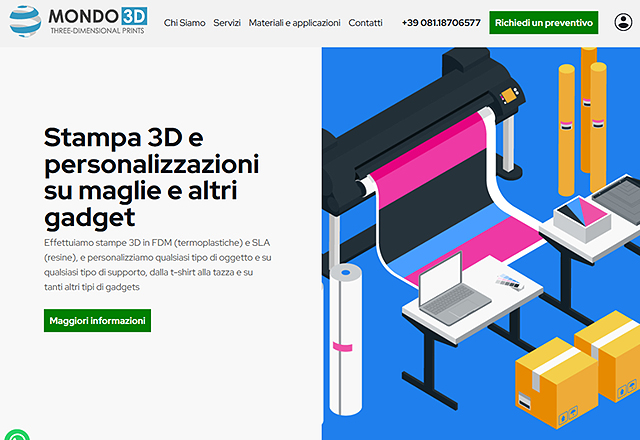 MONDO 3D
THREE-DIMENSIONAL PRINTS
Chi Siamo Servizi Materiali e applicazioni Contatti +39 081.18706577 Richiedi un preventivo
Stampa 3D e
personalizzazioni
su maglie e altri
gadget
Effettuiamo stampe 3D in FDM (termoplastiche) e SLA
(resine), e personalizziamo qualsiasi tipo di oggetto e su
qualsiasi tipo di supporto, dalla t-shirt alla tazza e su
tanti altri tipi di gadgets
Maggiori informazioni